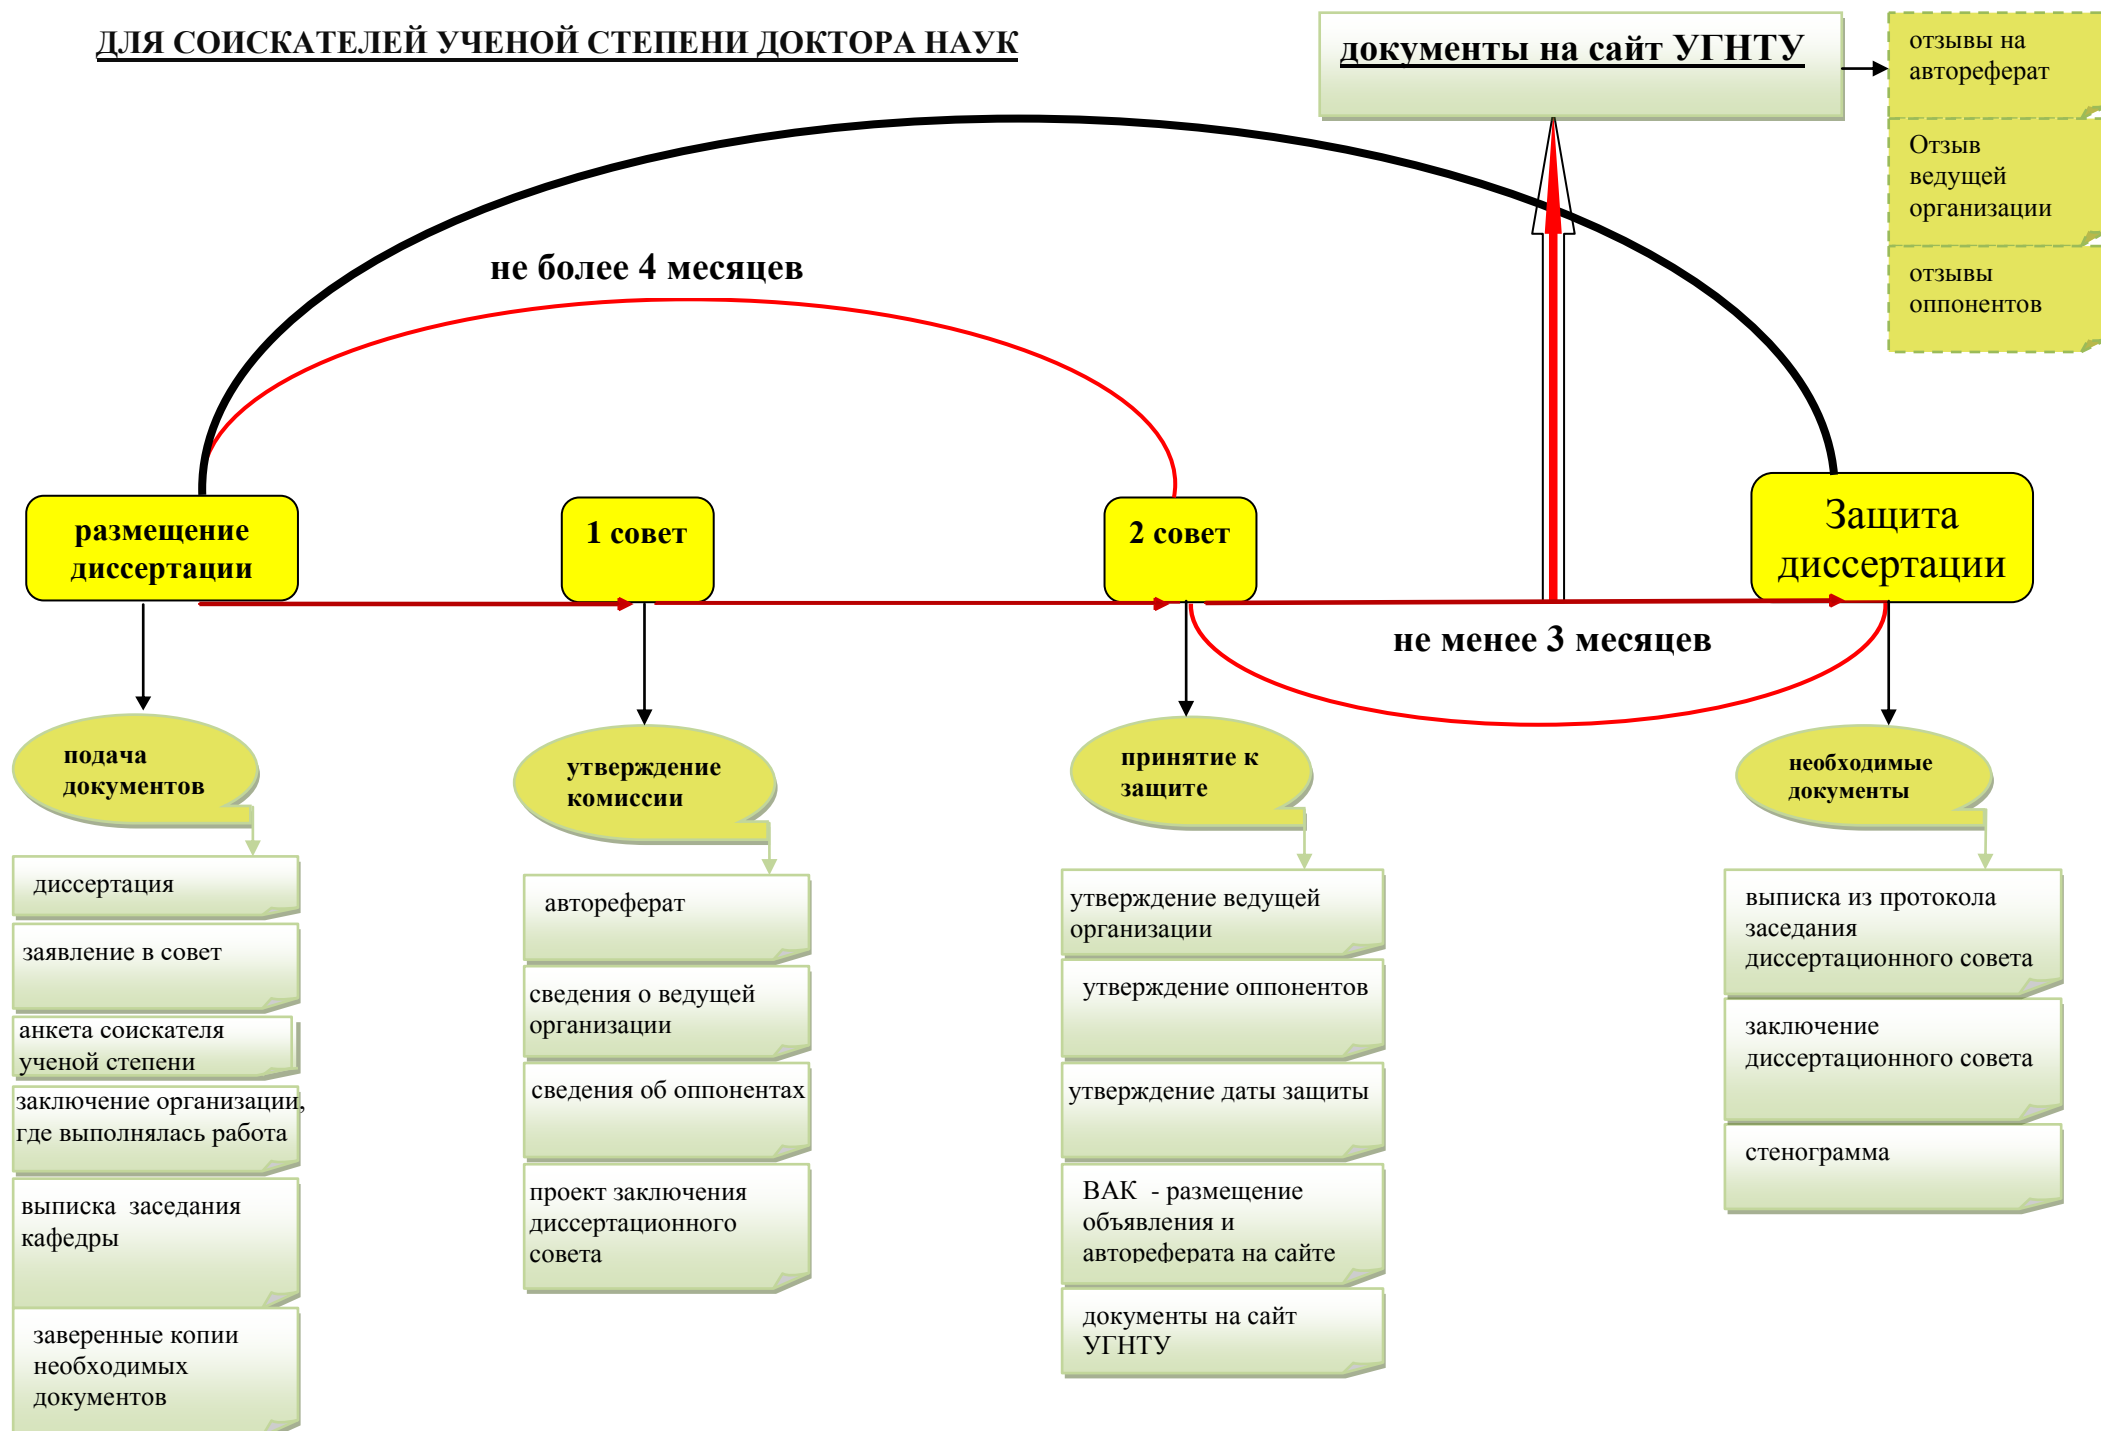 ДЛЯ СОИСКАТЕЛЕЙ УЧЕНОЙ СТЕПЕНИ ДОКТОРА НАУК
документы на сайт УГНТУ
отзывы на
автореферат
Отзыв
ведущей
организации
отзывы
оппонентов
не более 4 месяцев
размещение
диссертации
1 совет
2 совет
Защита
диссертации
не менее 3 месяцев
подача
документов
диссертация
заявление в совет
анкета соискателя
ученой степени
заключение организации,
где выполнялась работа
выписка  заседания
кафедры
заверенные копии
необходимых
документов
утверждение
комиссии
автореферат
сведения о ведущей
организации
сведения об оппонентах
проект заключения
диссертационного
совета
принятие к
защите
утверждение ведущей
организации
утверждение оппонентов
утверждение даты защиты
ВАК  - размещение
объявления и
автореферата на сайте
документы на сайт
УГНТУ
необходимые
документы
выписка из протокола
заседания
диссертационного совета
заключение
диссертационного совета
стенограмма